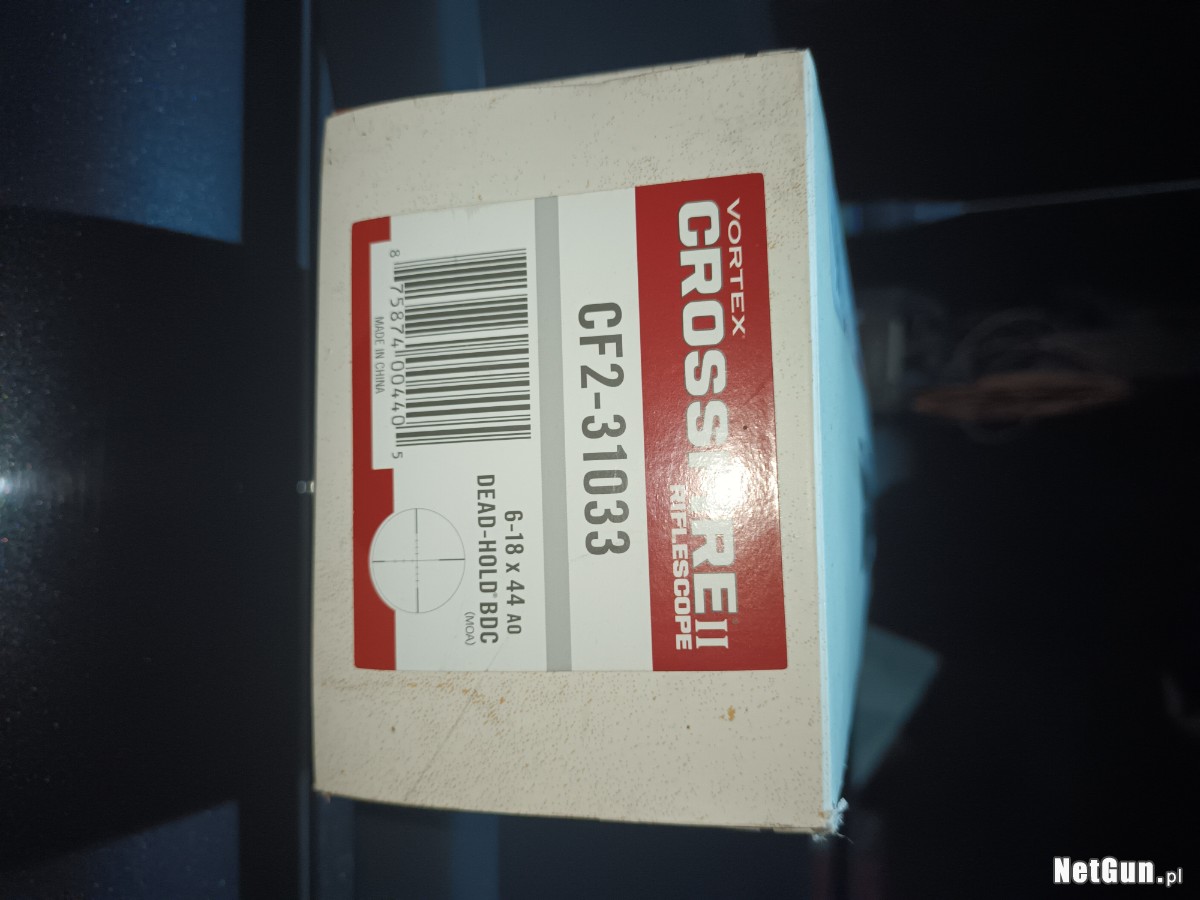 VORTEX®
CROSSFIRE II
RIFLESCOPE
CF2-31033
6-18 x 44 AO
DEAD-HOLD® BDC
(MOA)
8 75874 00440 5
MADE IN CHINA
NetGun.pl